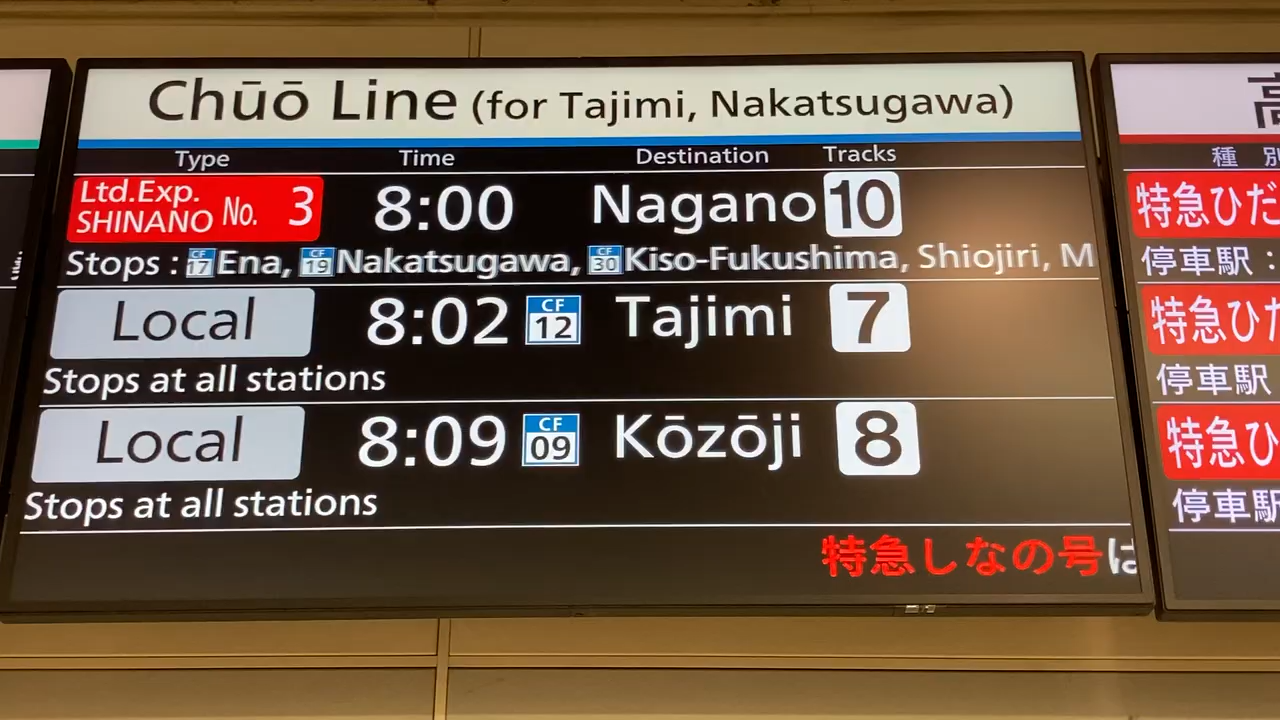 Chūō Line (for Tajimi, Nakatsugawa)
Type Time Destination Tracks
Ltd.Exp. SHINANO No. 3 8:00 Nagano 10
Stops : CF 17 Ena, CF 19 Nakatsugawa, CF 30 Kiso-Fukushima, Shiojiri, M
Local 8:02 CF 12 Tajimi 7
Stops at all stations
Local 8:09 CF 09 Kōzōji 8
Stops at all stations
特急しなの号は
高
種 別
特急ひだ
停車駅 :
特急ひだ
停車駅
特急ひ
停車駅